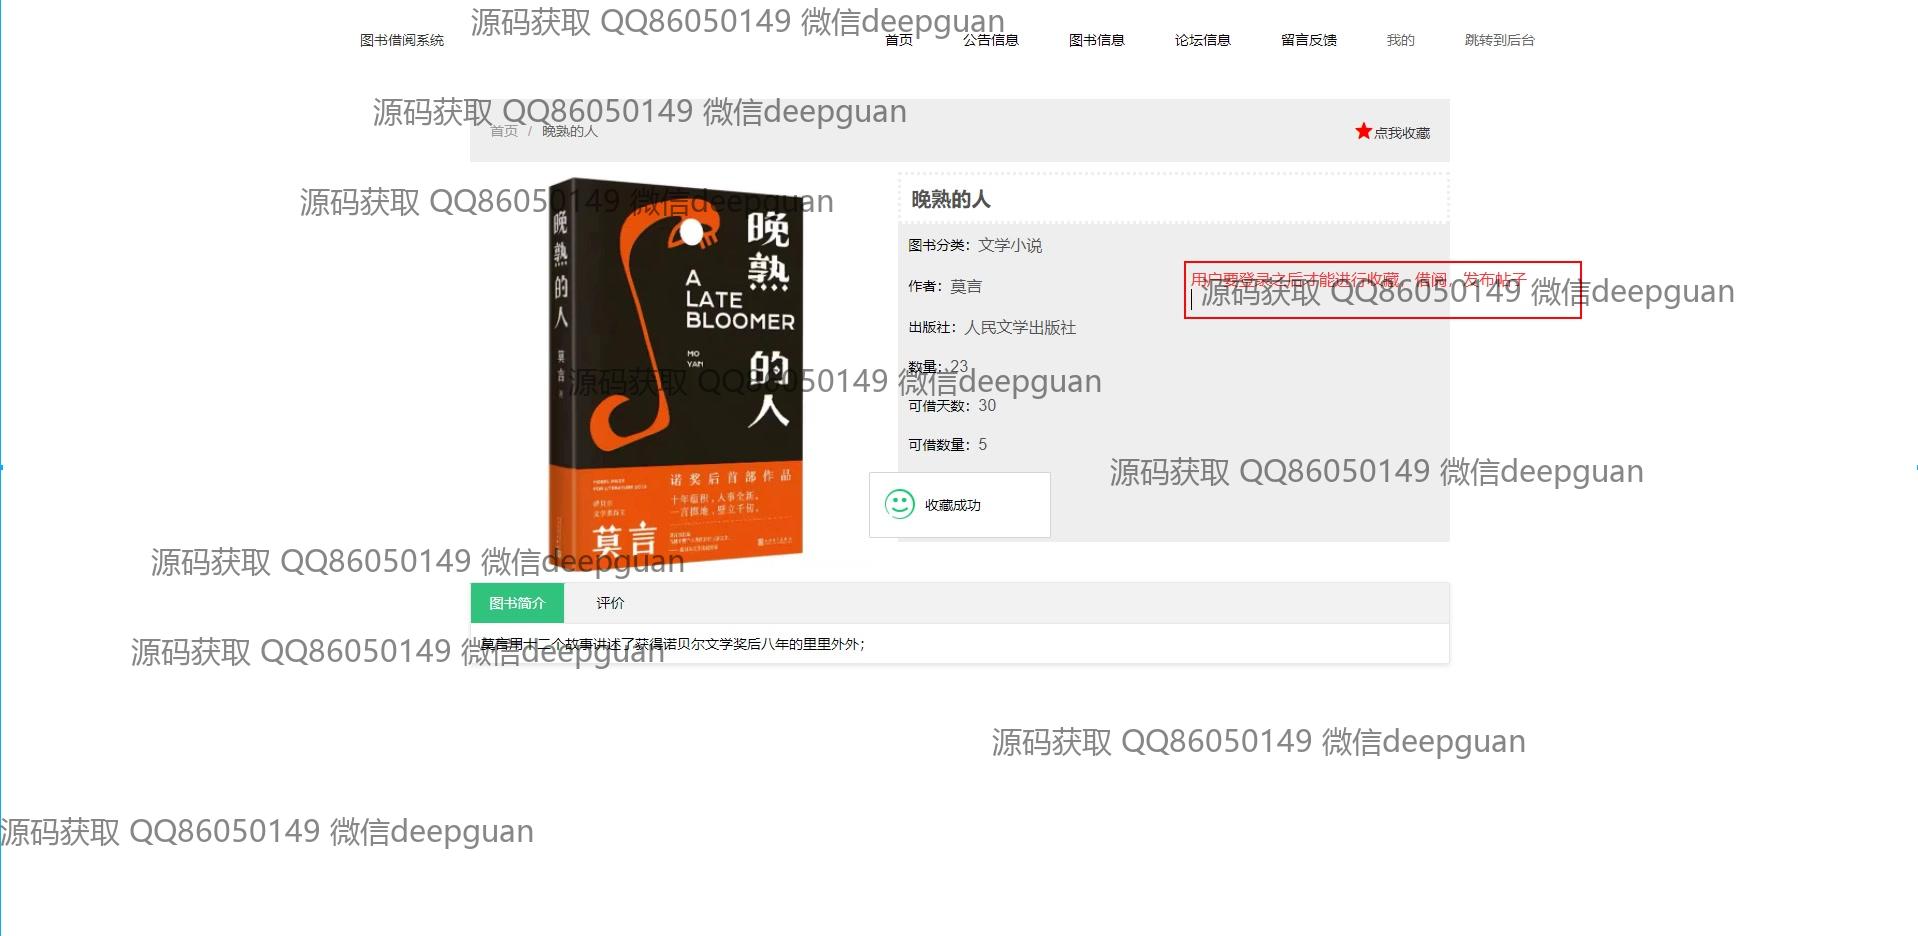 源码获取 QQ86050149 微信deepguan
图书借阅系统
首页
公告信息
图书信息
论坛信息
留言反馈
我的
跳转到后台
源码获取 QQ86050149 微信deepguan
首页 / 晚熟的人
点我收藏
源码获取 QQ86050149 微信deepguan
晚熟的人
莫言
晚熟的人
A
LATE
BLOOMER
MO
YAN
诺奖后首部作品
十年蕴积，人事全新。
一言掷地，壁立千仞。
莫言
晚熟的人
图书分类：文学小说
用户要登录之后才能进行收藏，借阅，发布帖子
作者：莫言
源码获取 QQ86050149 微信deepguan
出版社：人民文学出版社
数量：23
源码获取 QQ86050149 微信deepguan
可借天数：30
可借数量：5
源码获取 QQ86050149 微信deepguan
收藏成功
源码获取 QQ86050149 微信deepguan
图书简介
评价
莫言用十二个故事讲述了获得诺贝尔文学奖后八年的里里外外；
源码获取 QQ86050149 微信deepguan
源码获取 QQ86050149 微信deepguan
源码获取 QQ86050149 微信deepguan